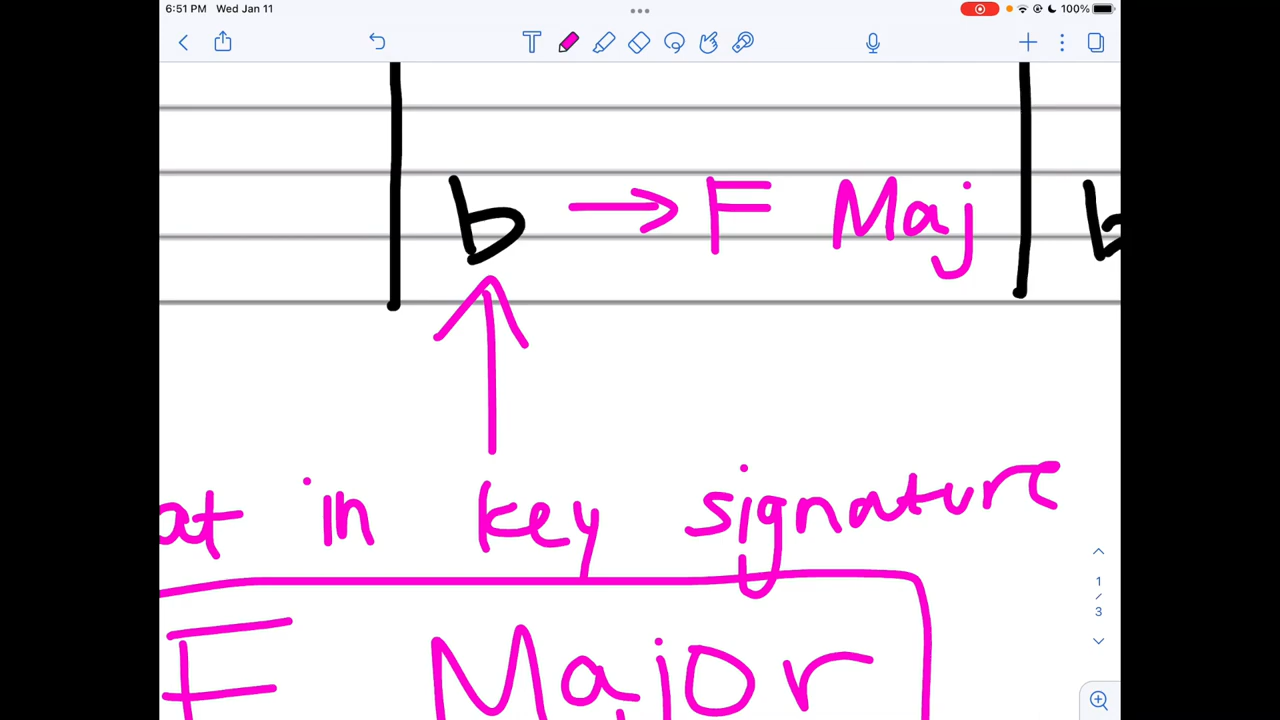 6:51 PM Wed Jan 11
100%
b → F Maj
at in key signature
F Major
1
/
3